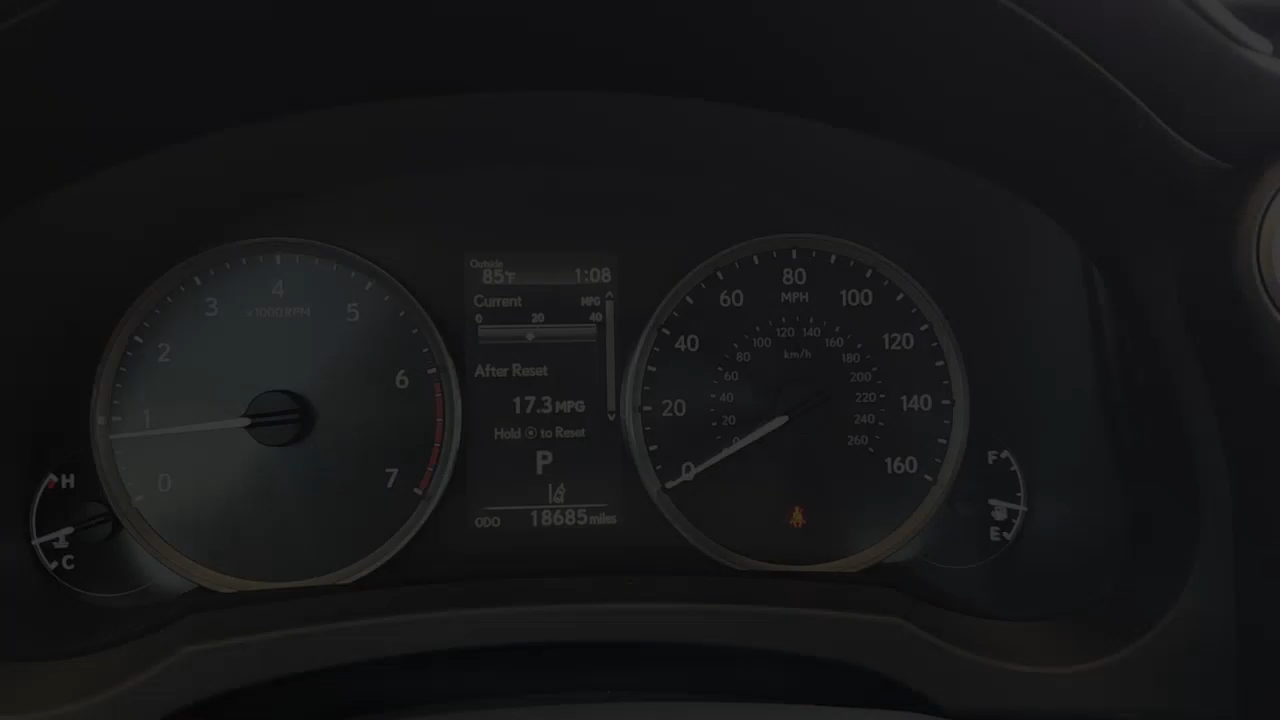 Outside
85°F 1:08
Current MPG
0 20 40
After Reset
17.3 MPG
Hold ⦿ to Reset
P
ODO 18685 miles
0
1
2
3
4
5
6
7
x1000RPM
H
C
0
20
40
60
80
100
120
140
160
MPH
0
20
40
60
80
100
120
140
160
180
200
220
240
260
km/h
F
E